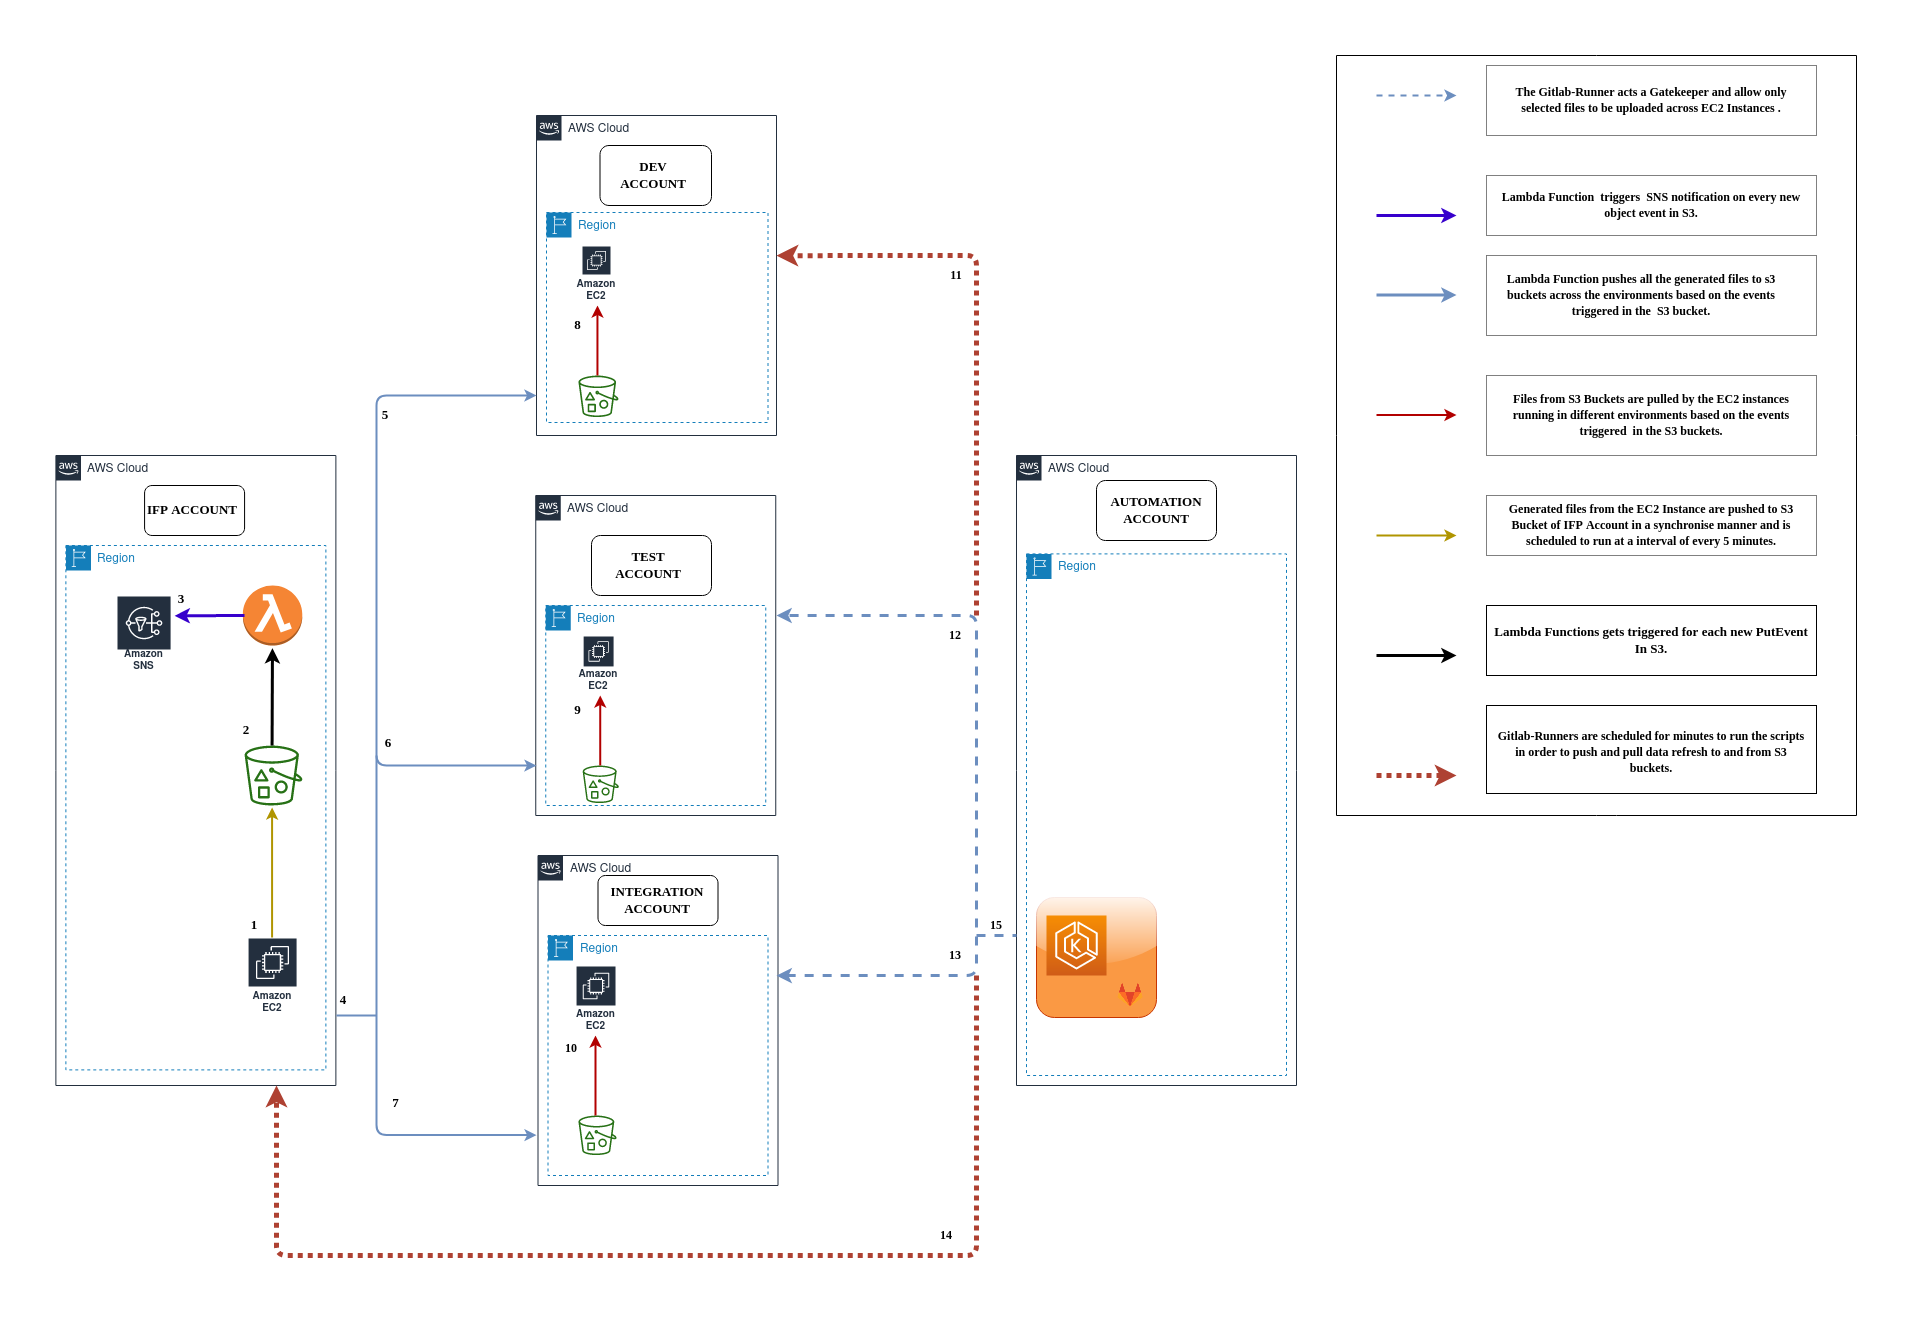 aws
AWS Cloud
DEV
ACCOUNT
Region
Amazon
EC2
8
11
5
aws
AWS Cloud
IFP ACCOUNT
Region
3
Amazon
SNS
2
1
Amazon
EC2
4
aws
AWS Cloud
TEST
ACCOUNT
Region
Amazon
EC2
9
6
12
aws
AWS Cloud
INTEGRATION
ACCOUNT
Region
Amazon
EC2
10
7
13
15
14
aws
AWS Cloud
AUTOMATION
ACCOUNT
Region
K
The Gitlab-Runner acts a Gatekeeper and allow only
selected files to be uploaded across EC2 Instances .
Lambda Function triggers SNS notification on every new
object event in S3.
Lambda Function pushes all the generated files to s3
buckets across the environments based on the events
triggered in the S3 bucket.
Files from S3 Buckets are pulled by the EC2 instances
running in different environments based on the events
triggered in the S3 buckets.
Generated files from the EC2 Instance are pushed to S3
Bucket of IFP Account in a synchronise manner and is
scheduled to run at a interval of every 5 minutes.
Lambda Functions gets triggered for each new PutEvent
In S3.
Gitlab-Runners are scheduled for minutes to run the scripts
in order to push and pull data refresh to and from S3
buckets.